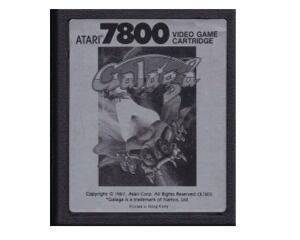 ATARI 7800 VIDEO GAME CARTRIDGE
Galaga
Copyright © 1987, Atari Corp. All Rights Reserved CX7805
*Galaga is a trademark of Namco, Ltd.
Printed in Hong Kong